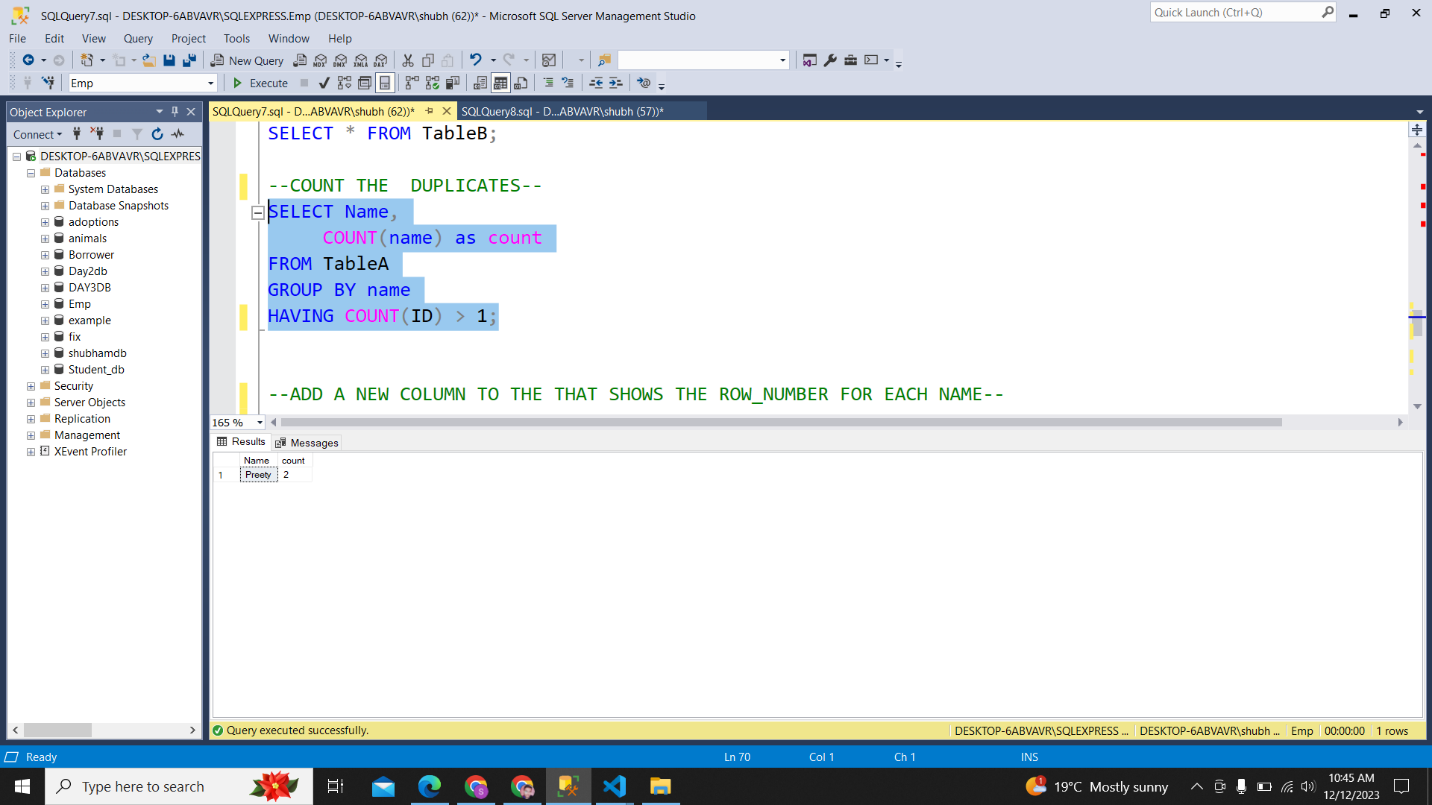 SQLQuery7.sql - DESKTOP-6ABVAVR\SQLEXPRESS.Emp (DESKTOP-6ABVAVR\shubh (62))* - Microsoft SQL Server Management Studio
Quick Launch (Ctrl+Q)
File Edit View Query Project Tools Window Help
New Query
MDX DMX XMLA DAX
Emp
Execute
Object Explorer
SQLQuery7.sql - D...ABVAVR\shubh (62))*
SQLQuery8.sql - D...ABVAVR\shubh (57))*
Connect
DESKTOP-6ABVAVR\SQLEXPRESS
Databases
System Databases
Database Snapshots
adoptions
animals
Borrower
Day2db
DAY3DB
Emp
example
fix
shubhamdb
Student_db
Security
Server Objects
Replication
Management
XEvent Profiler
SELECT * FROM TableB;
--COUNT THE  DUPLICATES--
SELECT Name,
COUNT(name) as count
FROM TableA
GROUP BY name
HAVING COUNT(ID) > 1;
--ADD A NEW COLUMN TO THE THAT SHOWS THE ROW_NUMBER FOR EACH NAME--
165 %
Results Messages
Name count
1 Preety 2
Query executed successfully.
DESKTOP-6ABVAVR\SQLEXPRESS ... DESKTOP-6ABVAVR\shubh ... Emp 00:00:00 1 rows
Ready Ln 70 Col 1 Ch 1 INS
Type here to search
S
1
19°C Mostly sunny
10:45 AM
12/12/2023